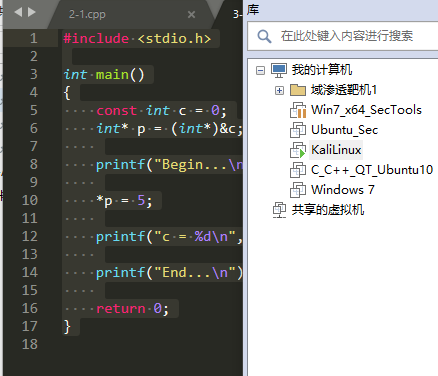 2-1.cpp
3-
1 #include <stdio.h>
2
3 int main()
4 {
5 const int c = 0;
6 int* p = (int*)&c;
7
8 printf("Begin...\n
9
10 *p = 5;
11
12 printf("c = %d\n",
13
14 printf("End...\n")
15
16 return 0;
17 }
18
库
在此处键入内容进行搜索
我的计算机
域渗透靶机1
Win7_x64_SecTools
Ubuntu_Sec
KaliLinux
C_C++_QT_Ubuntu10
Windows 7
共享的虚拟机